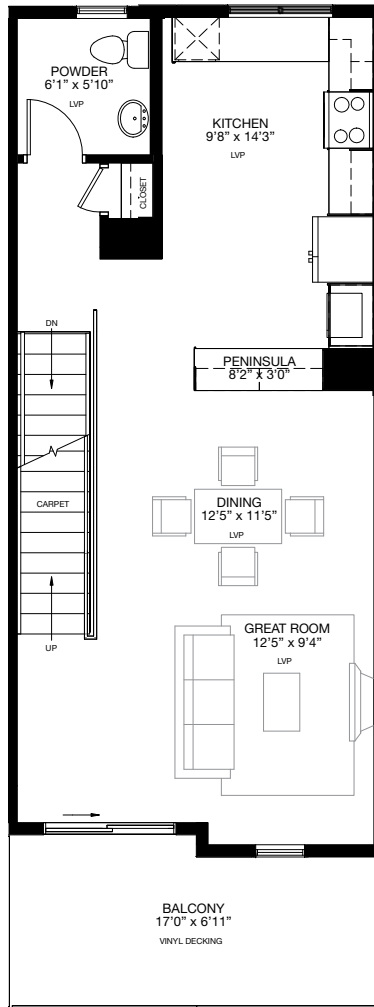 POWDER
6'1" x 5'10"
LVP
KITCHEN
9'8" x 14'3"
LVP
CLOSET
DN
PENINSULA
8'2" x 3'0"
CARPET
DINING
12'5" x 11'5"
LVP
UP
GREAT ROOM
12'5" x 9'4"
LVP
BALCONY
17'0" x 6'11"
VINYL DECKING